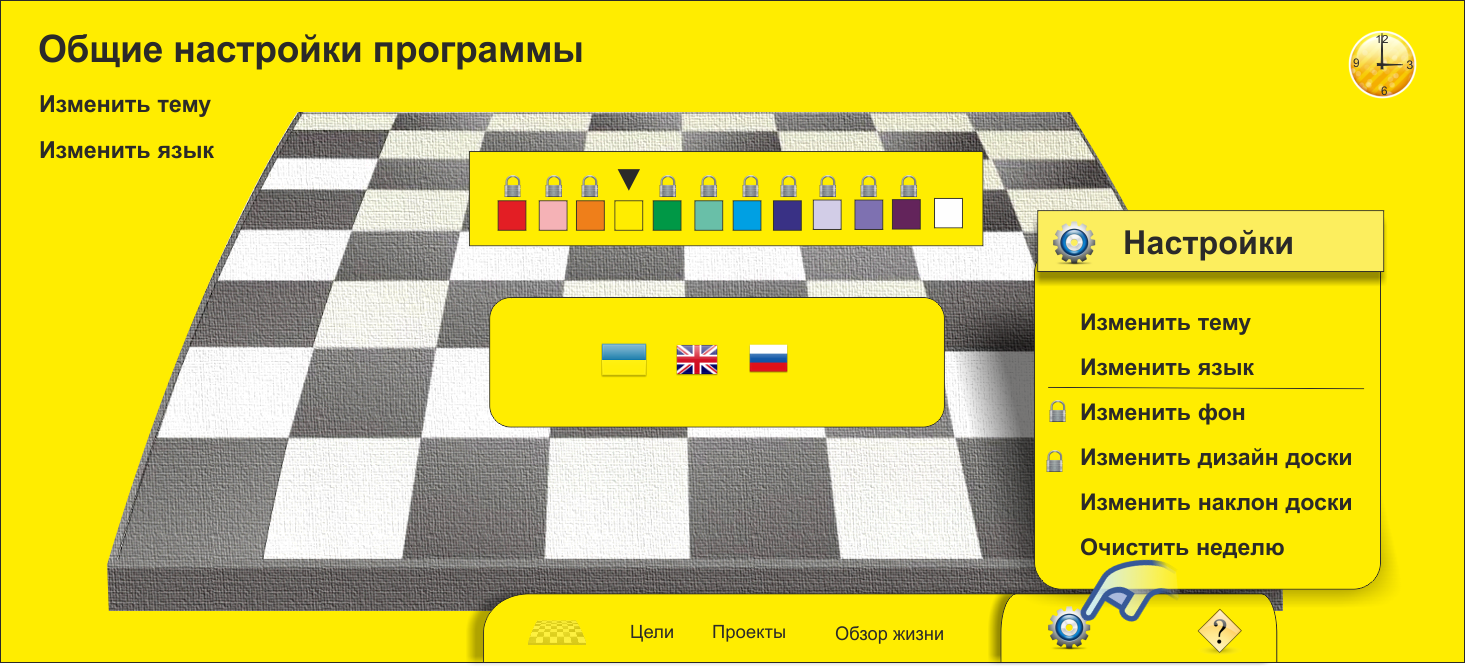 Общие настройки программы
Изменить тему
Изменить язык
12
9
3
6
Настройки
Изменить тему
Изменить язык
Изменить фон
Изменить дизайн доски
Изменить наклон доски
Очистить неделю
Цели
Проекты
Обзор жизни
?